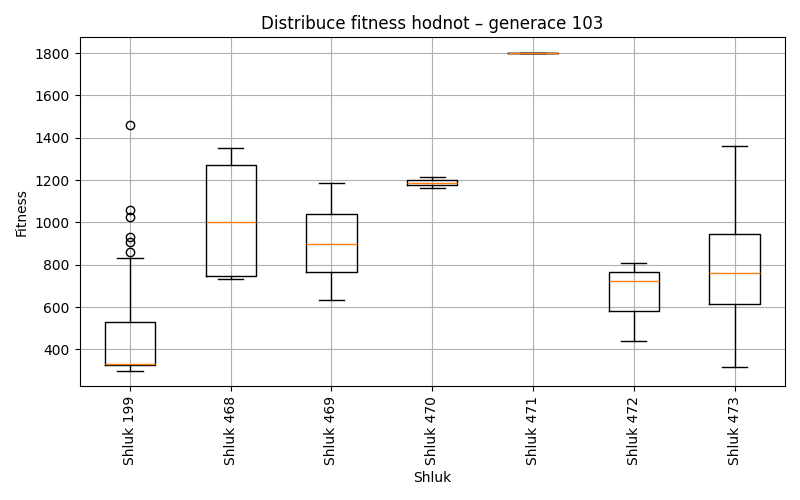 Distribuce fitness hodnot – generace 103
Fitness
1800
1600
1400
1200
1000
800
600
400
Shluk 199
Shluk 468
Shluk 469
Shluk 470
Shluk 471
Shluk 472
Shluk 473
Shluk